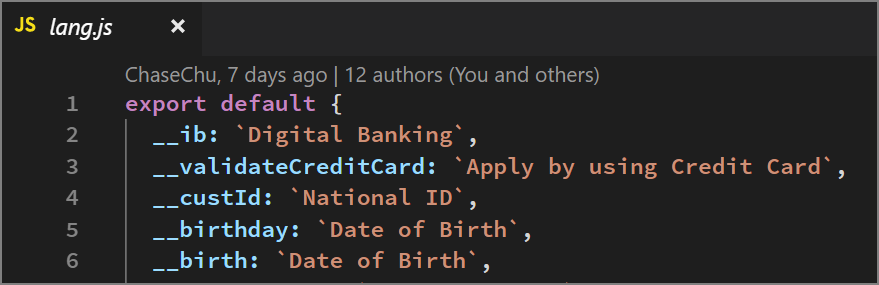 JS lang.js ×
ChaseChu, 7 days ago | 12 authors (You and others)
1 export default {
2 __ib: `Digital Banking`,
3 __validateCreditCard: `Apply by using Credit Card`,
4 __custId: `National ID`,
5 __birthday: `Date of Birth`,
6 __birth: `Date of Birth`,